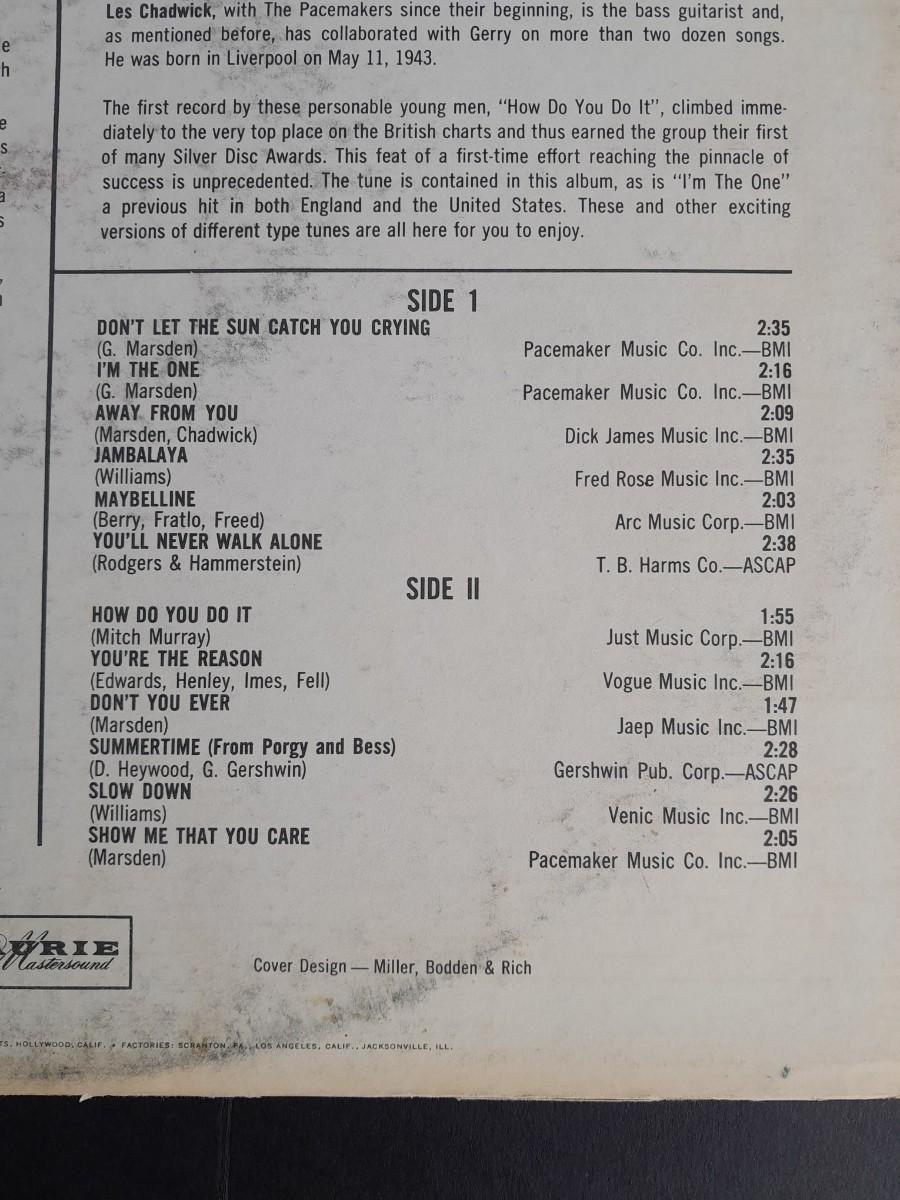 Les Chadwick, with The Pacemakers since their beginning, is the bass guitarist and,
as mentioned before, has collaborated with Gerry on more than two dozen songs.
He was born in Liverpool on May 11, 1943.
The first record by these personable young men, "How Do You Do It", climbed imme-
diately to the very top place on the British charts and thus earned the group their first
of many Silver Disc Awards. This feat of a first-time effort reaching the pinnacle of
success is unprecedented. The tune is contained in this album, as is "I'm The One"
a previous hit in both England and the United States. These and other exciting
versions of different type tunes are all here for you to enjoy.
SIDE 1
DON'T LET THE SUN CATCH YOU CRYING 2:35
(G. Marsden) Pacemaker Music Co. Inc.—BMI
I'M THE ONE 2:16
(G. Marsden) Pacemaker Music Co. Inc.—BMI
AWAY FROM YOU 2:09
(Marsden, Chadwick) Dick James Music Inc.—BMI
JAMBALAYA 2:35
(Williams) Fred Rose Music Inc.—BMI
MAYBELLINE 2:03
(Berry, Fratlo, Freed) Arc Music Corp.—BMI
YOU'LL NEVER WALK ALONE 2:38
(Rodgers & Hammerstein) T. B. Harms Co.—ASCAP
SIDE II
HOW DO YOU DO IT 1:55
(Mitch Murray) Just Music Corp.—BMI
YOU'RE THE REASON 2:16
(Edwards, Henley, Imes, Fell) Vogue Music Inc.—BMI
DON'T YOU EVER 1:47
(Marsden) Jaep Music Inc.—BMI
SUMMERTIME (From Porgy and Bess) 2:28
(D. Heywood, G. Gershwin) Gershwin Pub. Corp.—ASCAP
SLOW DOWN 2:26
(Williams) Venic Music Inc.—BMI
SHOW ME THAT YOU CARE 2:05
(Marsden) Pacemaker Music Co. Inc.—BMI
Mastersound
Cover Design — Miller, Bodden & Rich
HOLLYWOOD, CALIF. • FACTORIES: SCRANTON, PA., LOS ANGELES, CALIF., JACKSONVILLE, ILL.